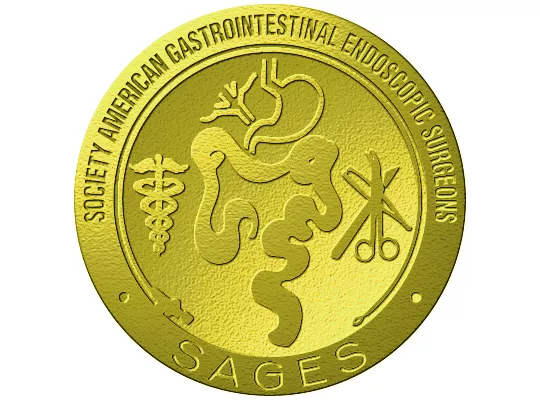 SOCIETY AMERICAN GASTROINTESTINAL ENDOSCOPIC SURGEONS
SAGES